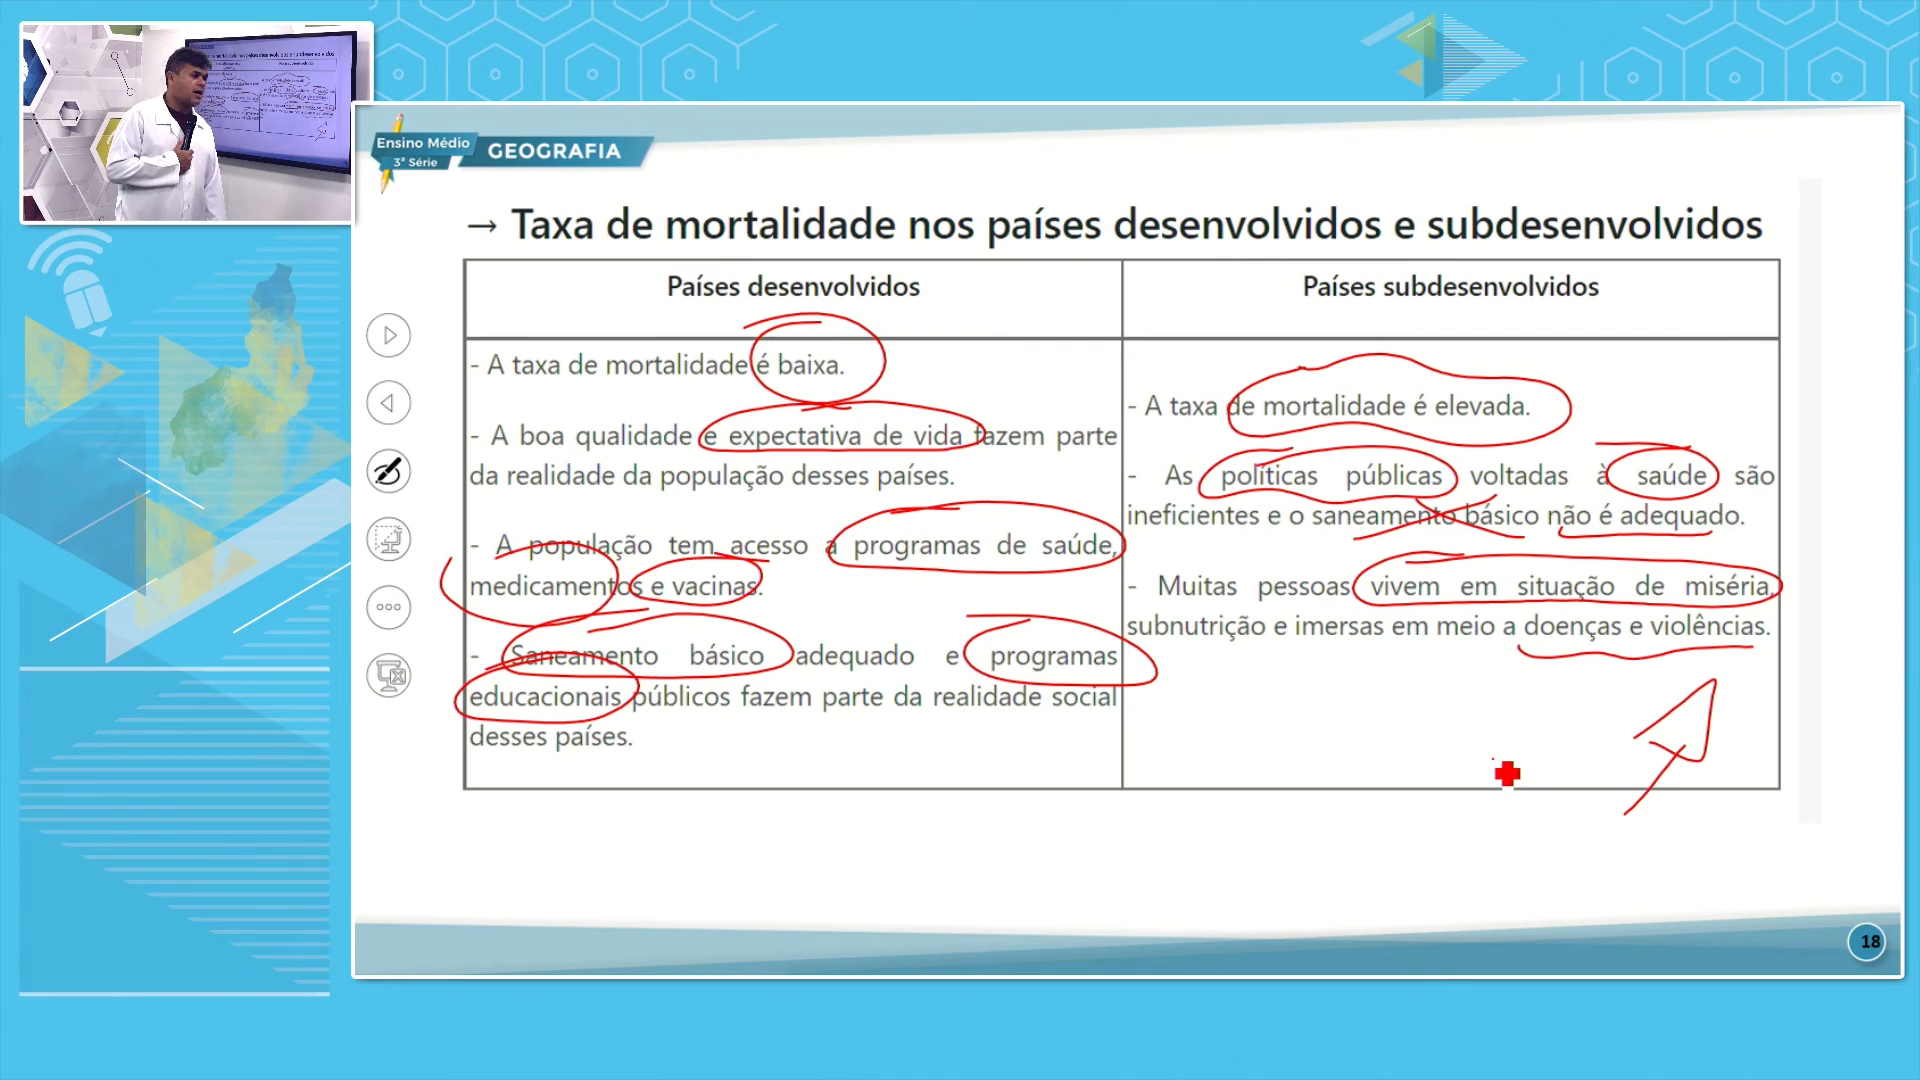 Ensino Médio
3ª Série
GEOGRAFIA
→ Taxa de mortalidade nos países desenvolvidos e subdesenvolvidos
Países desenvolvidos
- A taxa de mortalidade é baixa.
- A boa qualidade e expectativa de vida fazem parte
da realidade da população desses países.
- A população tem acesso a programas de saúde,
medicamentos e vacinas.
- Saneamento básico adequado e programas
educacionais públicos fazem parte da realidade social
desses países.
Países subdesenvolvidos
- A taxa de mortalidade é elevada.
- As políticas públicas voltadas à saúde são
ineficientes e o saneamento básico não é adequado.
- Muitas pessoas vivem em situação de miséria,
subnutrição e imersas em meio a doenças e violências.
18